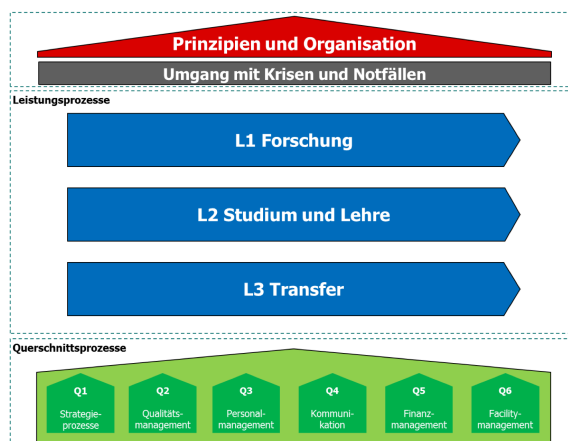 Prinzipien und Organisation
Umgang mit Krisen und Notfällen
Leistungsprozesse
L1 Forschung
L2 Studium und Lehre
L3 Transfer
Querschnittsprozesse
Q1
Strategie-
prozesse
Q2
Qualitäts-
management
Q3
Personal-
management
Q4
Kommuni-
kation
Q5
Finanz-
management
Q6
Facility-
management